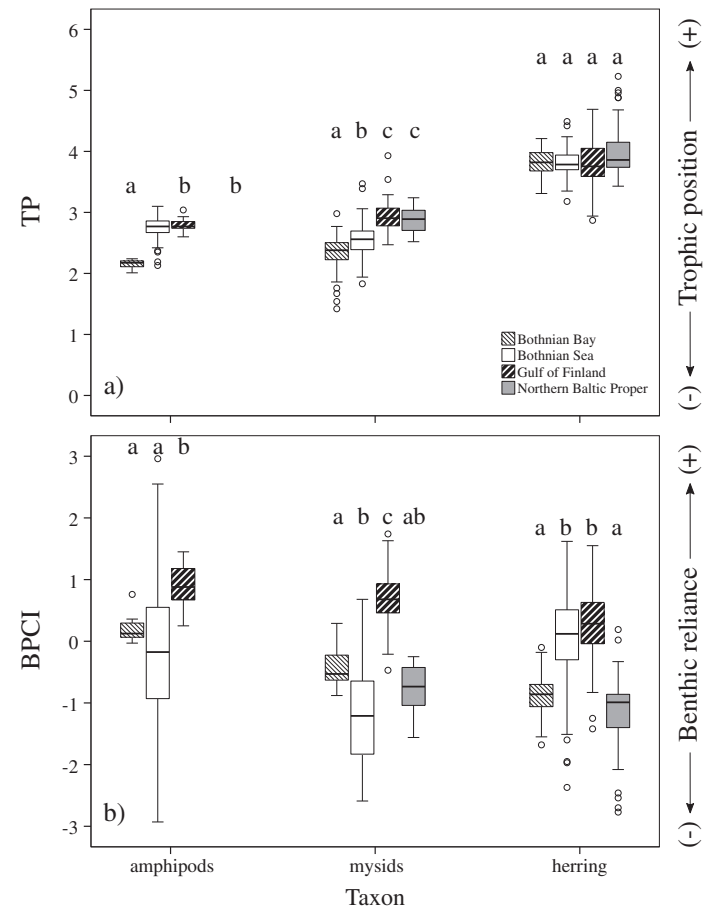 6
5
4
3
2
1
0
TP
a b b
a b c c
a a a a
Bothnian Bay
Bothnian Sea
Gulf of Finland
Northern Baltic Proper
a)
(-) Trophic position (+)
3
2
1
0
-1
-2
-3
BPCI
a a b
a b c ab
a b b a
b)
(-) Benthic reliance (+)
amphipods mysids herring
Taxon